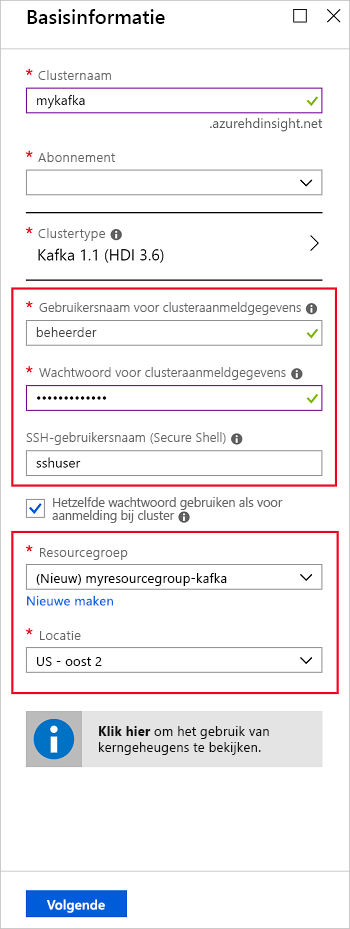 Basisinformatie
* Clusternaam
mykafka
.azurehdinsight.net
* Abonnement
* Clustertype
Kafka 1.1 (HDI 3.6)
* Gebruikersnaam voor clusteraanmeldgegevens
beheerder
* Wachtwoord voor clusteraanmeldgegevens
•••••••••••••
SSH-gebruikersnaam (Secure Shell)
sshuser
Hetzelfde wachtwoord gebruiken als voor
aanmelding bij cluster
* Resourcegroep
(Nieuw) myresourcegroup-kafka
Nieuwe maken
* Locatie
US - oost 2
Klik hier om het gebruik van
kerngeheugens te bekijken.
Volgende